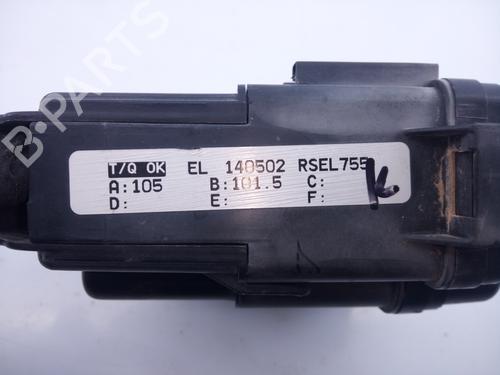 B-PARTS
T/Q OK EL 140502 RSEL755
A:105 B:101.5 C:
D: E: F: